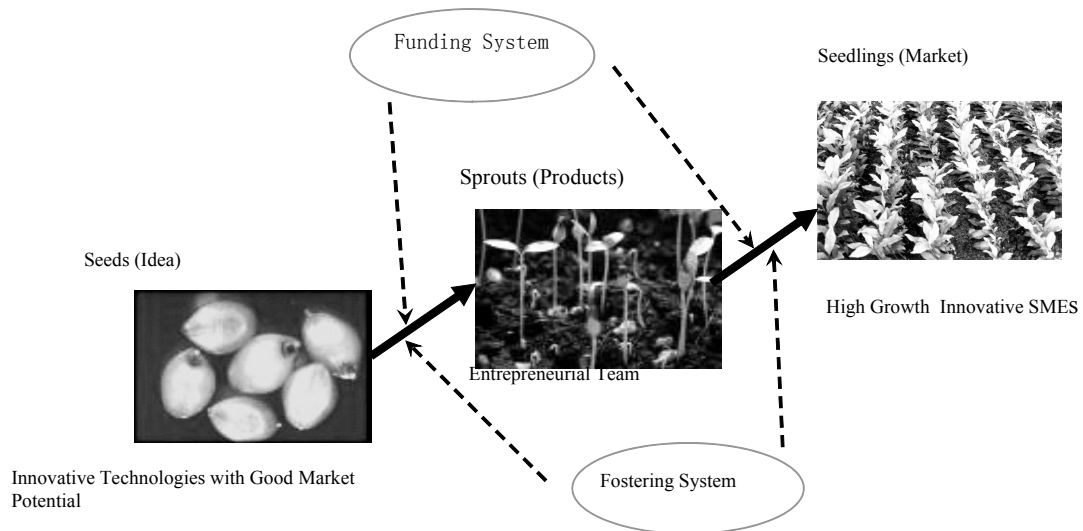 Funding System
Seedlings (Market)
Sprouts (Products)
Seeds (Idea)
High Growth  Innovative SMES
Entrepreneurial Team
Innovative Technologies with Good Market
Potential
Fostering System